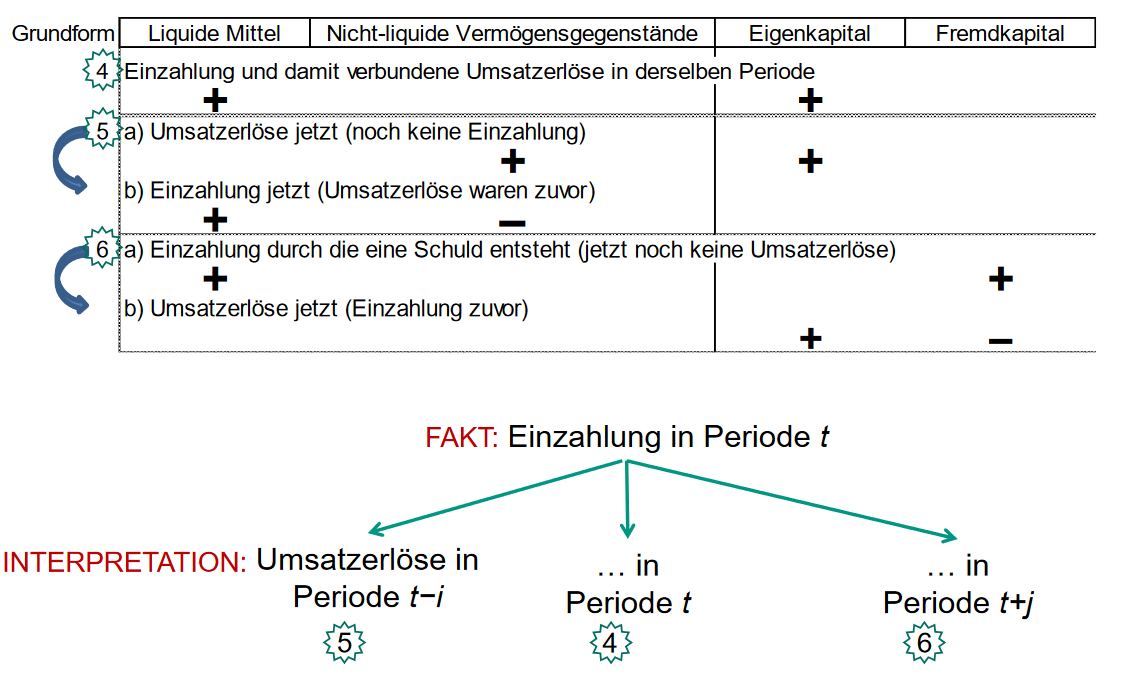 Grundform Liquide Mittel Nicht-liquide Vermögensgegenstände Eigenkapital Fremdkapital
4 Einzahlung und damit verbundene Umsatzerlöse in derselben Periode
+ +
5 a) Umsatzerlöse jetzt (noch keine Einzahlung)
+ +
b) Einzahlung jetzt (Umsatzerlöse waren zuvor)
+ –
6 a) Einzahlung durch die eine Schuld entsteht (jetzt noch keine Umsatzerlöse)
+ +
b) Umsatzerlöse jetzt (Einzahlung zuvor)
+ –
FAKT: Einzahlung in Periode t
INTERPRETATION: Umsatzerlöse in
Periode t−i
5
… in
Periode t
4
… in
Periode t+j
6